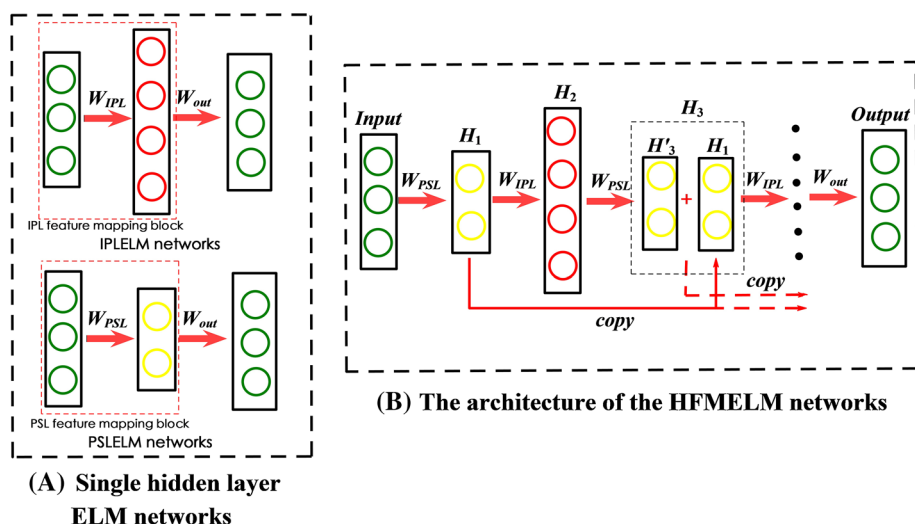 W_IPL
W_out
IPL feature mapping block
IPLELM networks
W_PSL
W_out
PSL feature mapping block
PSLELM networks
(A) Single hidden layer
ELM networks
Input
H_1
H_2
H_3
H'_3
H_1
Output
W_PSL
W_IPL
W_PSL
+
W_IPL
W_out
copy
copy
(B) The architecture of the HFMELM networks